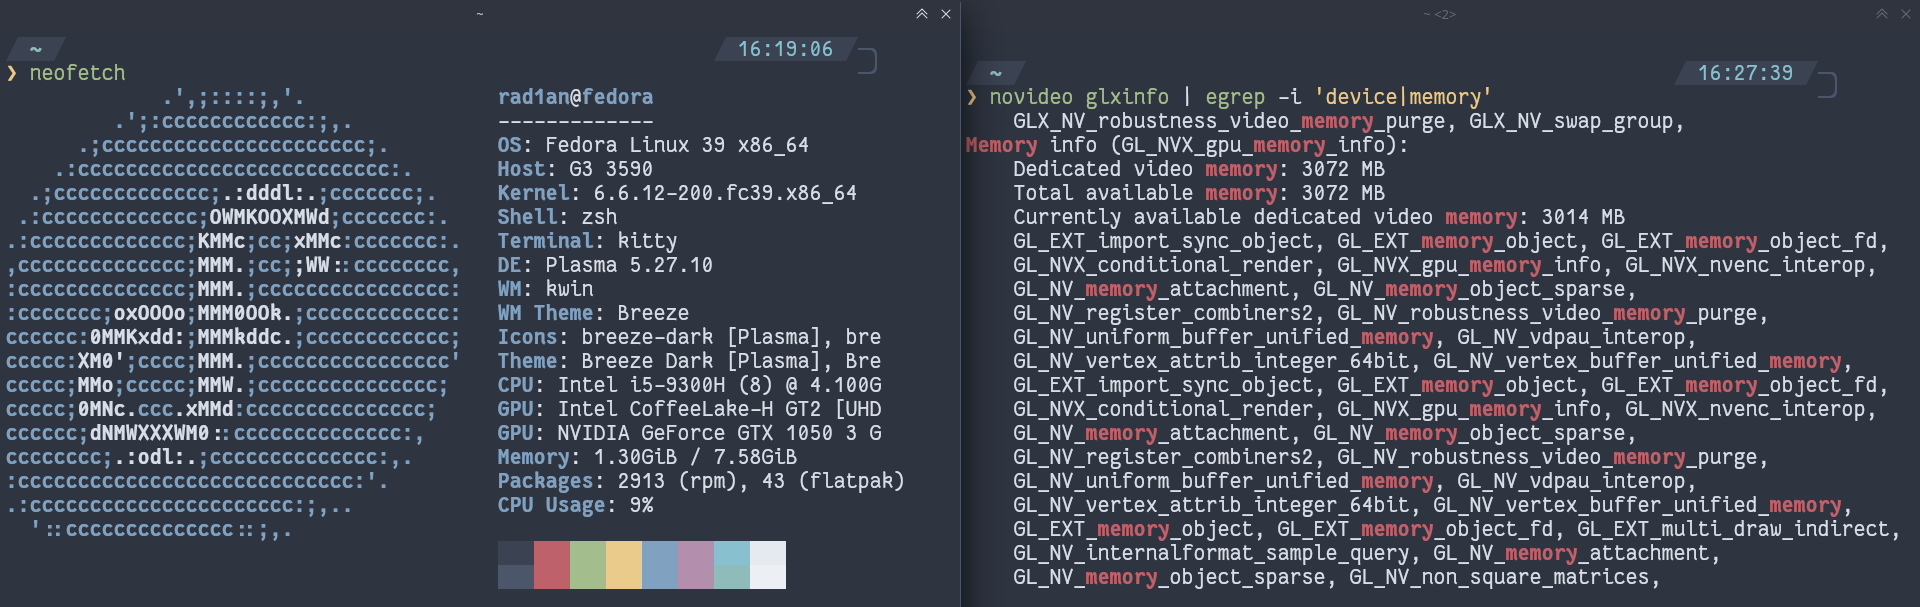 ~
~
16:19:06
❯ neofetch
.',;::::;,'.
.';:cccccccccccc:;,.
.;cccccccccccccccccccccc;.
.:cccccccccccccccccccccccccc:.
.;ccccccccccccc;.:dddl:.;ccccccc;.
.:ccccccccccccc;OWMKOOXMWd;ccccccc:.
.:ccccccccccccc;KMMc;cc;xMMc:ccccccc:.
,cccccccccccccc;MMM.;cc;;WW::cccccccc,
:cccccccccccccc;MMM.;cccccccccccccccc:
:ccccccc;oxOOOo;MMM0OOk.;cccccccccccc:
cccccc:0MMKxdd:;MMMkddc.;cccccccccccc;
ccccc:XM0';cccc;MMM.;cccccccccccccccc'
ccccc;MMo;ccccc;MMW.;ccccccccccccccc;
ccccc;0MNc.ccc.xMMd:ccccccccccccccc;
cccccc;dNMWXXXWM0::cccccccccccccc:,
cccccccc;.:odl:.;cccccccccccccc:,.
:cccccccccccccccccccccccccccc:'.
.:cccccccccccccccccccccc:;,..
'::cccccccccccccc::;,.
rad1an@fedora
-------------
OS: Fedora Linux 39 x86_64
Host: G3 3590
Kernel: 6.6.12-200.fc39.x86_64
Shell: zsh
Terminal: kitty
DE: Plasma 5.27.10
WM: kwin
WM Theme: Breeze
Icons: breeze-dark [Plasma], bre
Theme: Breeze Dark [Plasma], Bre
CPU: Intel i5-9300H (8) @ 4.100G
GPU: Intel CoffeeLake-H GT2 [UHD
GPU: NVIDIA GeForce GTX 1050 3 G
Memory: 1.30GiB / 7.58GiB
Packages: 2913 (rpm), 43 (flatpak)
CPU Usage: 9%
~ <2>
~
16:27:39
❯ novideo glxinfo | egrep -i 'device|memory'
GLX_NV_robustness_video_memory_purge, GLX_NV_swap_group,
Memory info (GL_NVX_gpu_memory_info):
Dedicated video memory: 3072 MB
Total available memory: 3072 MB
Currently available dedicated video memory: 3014 MB
GL_EXT_import_sync_object, GL_EXT_memory_object, GL_EXT_memory_object_fd,
GL_NVX_conditional_render, GL_NVX_gpu_memory_info, GL_NVX_nvenc_interop,
GL_NV_memory_attachment, GL_NV_memory_object_sparse,
GL_NV_register_combiners2, GL_NV_robustness_video_memory_purge,
GL_NV_uniform_buffer_unified_memory, GL_NV_vdpau_interop,
GL_NV_vertex_attrib_integer_64bit, GL_NV_vertex_buffer_unified_memory,
GL_EXT_import_sync_object, GL_EXT_memory_object, GL_EXT_memory_object_fd,
GL_NVX_conditional_render, GL_NVX_gpu_memory_info, GL_NVX_nvenc_interop,
GL_NV_memory_attachment, GL_NV_memory_object_sparse,
GL_NV_register_combiners2, GL_NV_robustness_video_memory_purge,
GL_NV_uniform_buffer_unified_memory, GL_NV_vdpau_interop,
GL_NV_vertex_attrib_integer_64bit, GL_NV_vertex_buffer_unified_memory,
GL_EXT_memory_object, GL_EXT_memory_object_fd, GL_EXT_multi_draw_indirect,
GL_NV_internalformat_sample_query, GL_NV_memory_attachment,
GL_NV_memory_object_sparse, GL_NV_non_square_matrices,